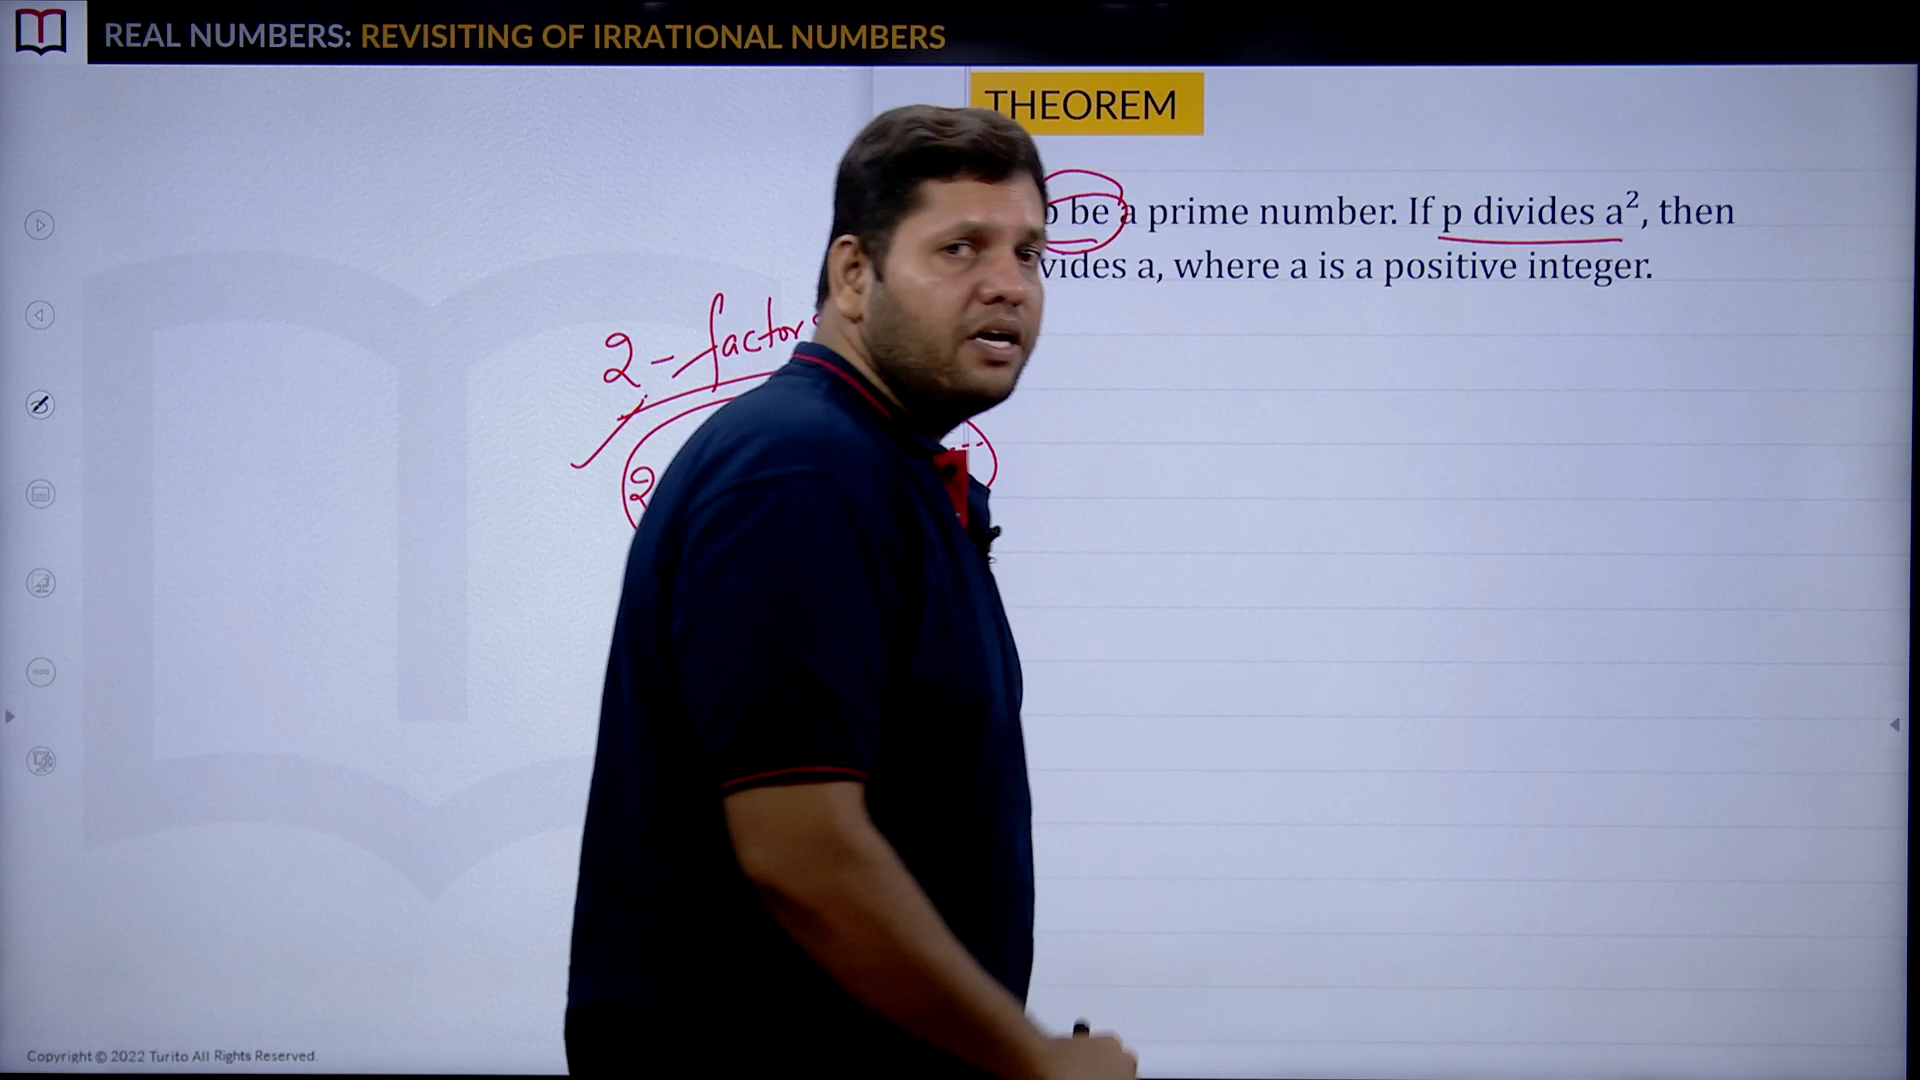 REAL NUMBERS: REVISITING OF IRRATIONAL NUMBERS
THEOREM
be a prime number. If p divides a², then
vides a, where a is a positive integer.
2 - factor
2
Copyright © 2022 Turito All Rights Reserved.